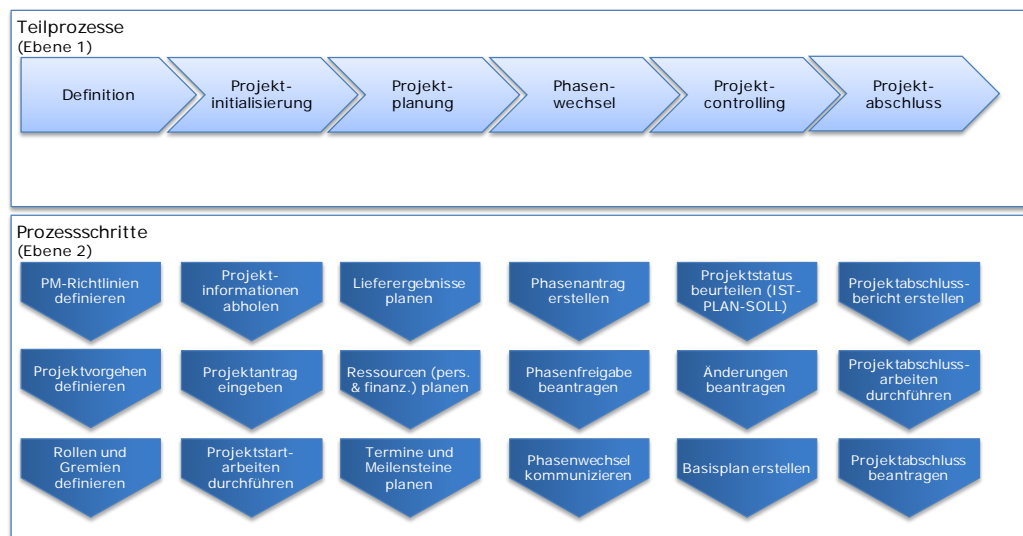 Teilprozesse
(Ebene 1)
Definition
Projekt-
initialisierung
Projekt-
planung
Phasen-
wechsel
Projekt-
controlling
Projekt-
abschluss
Prozessschritte
(Ebene 2)
PM-Richtlinien
definieren
Projekt-
informationen
abholen
Lieferergebnisse
planen
Phasenantrag
erstellen
Projektstatus
beurteilen (IST-
PLAN-SOLL)
Projektabschluss-
bericht erstellen
Projektvorgehen
definieren
Projektantrag
eingeben
Ressourcen (pers.
& finanz.) planen
Phasenfreigabe
beantragen
Änderungen
beantragen
Projektabschluss-
arbeiten
durchführen
Rollen und
Gremien
definieren
Projektstart-
arbeiten
durchführen
Termine und
Meilensteine
planen
Phasenwechsel
kommunizieren
Basisplan erstellen
Projektabschluss
beantragen